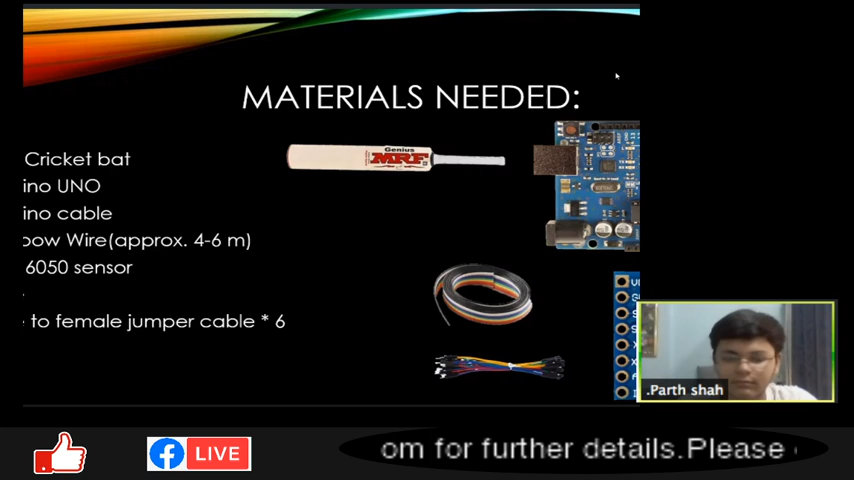 MATERIALS NEEDED:
Cricket bat
ino UNO
ino cable
bow Wire(approx. 4-6 m)
6050 sensor
to female jumper cable * 6
Genius
MRF
.Parth shah
LIVE
om for further details.Please